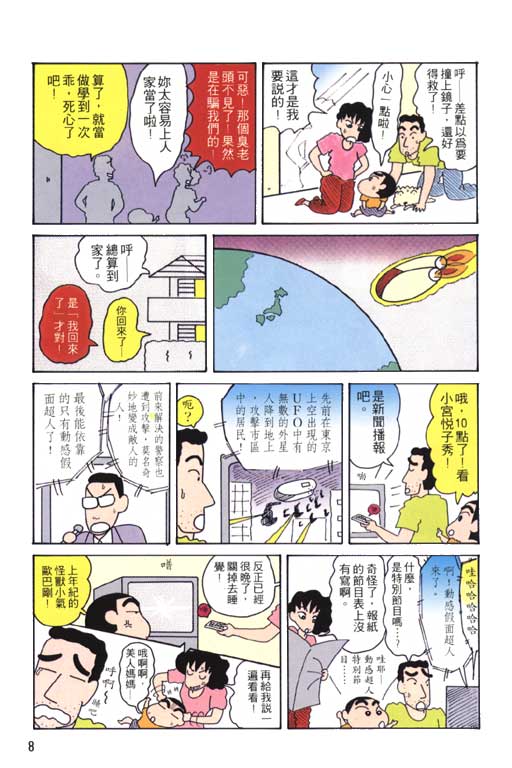 呼——差點以為要
撞上鏡子，還好
得救了！
小心一點啦！
這才是我
要說的！
可惡！那個臭老
頭不見了！果然
是在騙我們的！
妳太容易上人
家當了啦！
算了，就當
做學到一次
乖，死心了
吧！
呼——
總算到
家了。
你回來了—
是「我回來
了」才對！
哦，10點了！看
小宮悅子秀！
是新聞播報
吧。
啪
先前在東京
上空出現的
UFO中有
無數的外星
人降到地上
，攻擊市區
中的居民！
呃？
前來解決的警察也
遭到攻擊，莫名奇
妙地變成敵人的
人！
最後能依靠
的只有動感假
面超人了！
哇哈哈哈哈哈
啊！動感假面超人
來了。
什麼，
是特別節目嗎…
奇怪了，報紙
的節目表上沒
有寫啊。
哇耶—
動感超人
特別節
目……
反正已經
很晚了，
關掉去睡
覺！
喀
上年紀的
怪獸小氣
歐巴剛！
再給我說一
遍看看！
哦啊啊，
美人媽媽—
呼啊～
8